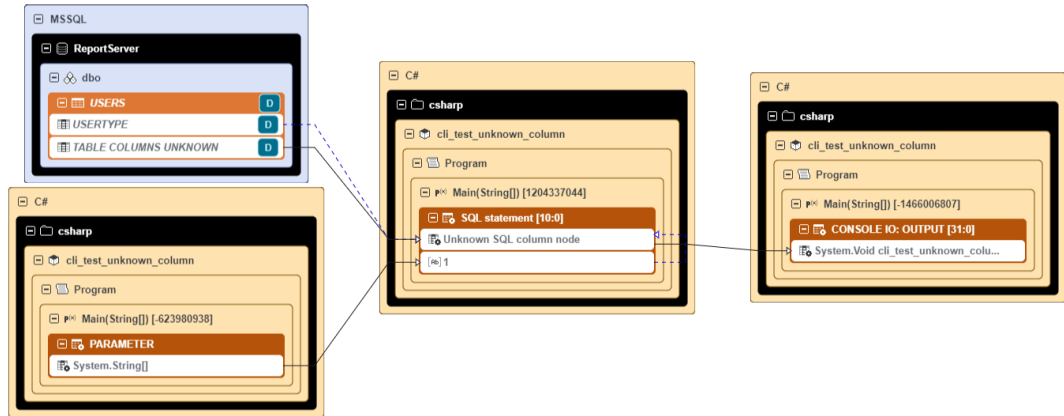 MSSQL
ReportServer
dbo
USERS D
USERTYPE D
TABLE COLUMNS UNKNOWN D
C#
csharp
cli_test_unknown_column
Program
p(x) Main(String[]) [-623980938]
PARAMETER
System.String[]
C#
csharp
cli_test_unknown_column
Program
p(x) Main(String[]) [1204337044]
SQL statement [10:0]
Unknown SQL column node
[Ab] 1
C#
csharp
cli_test_unknown_column
Program
p(x) Main(String[]) [-1466006807]
CONSOLE IO: OUTPUT [31:0]
System.Void cli_test_unknown_colu...